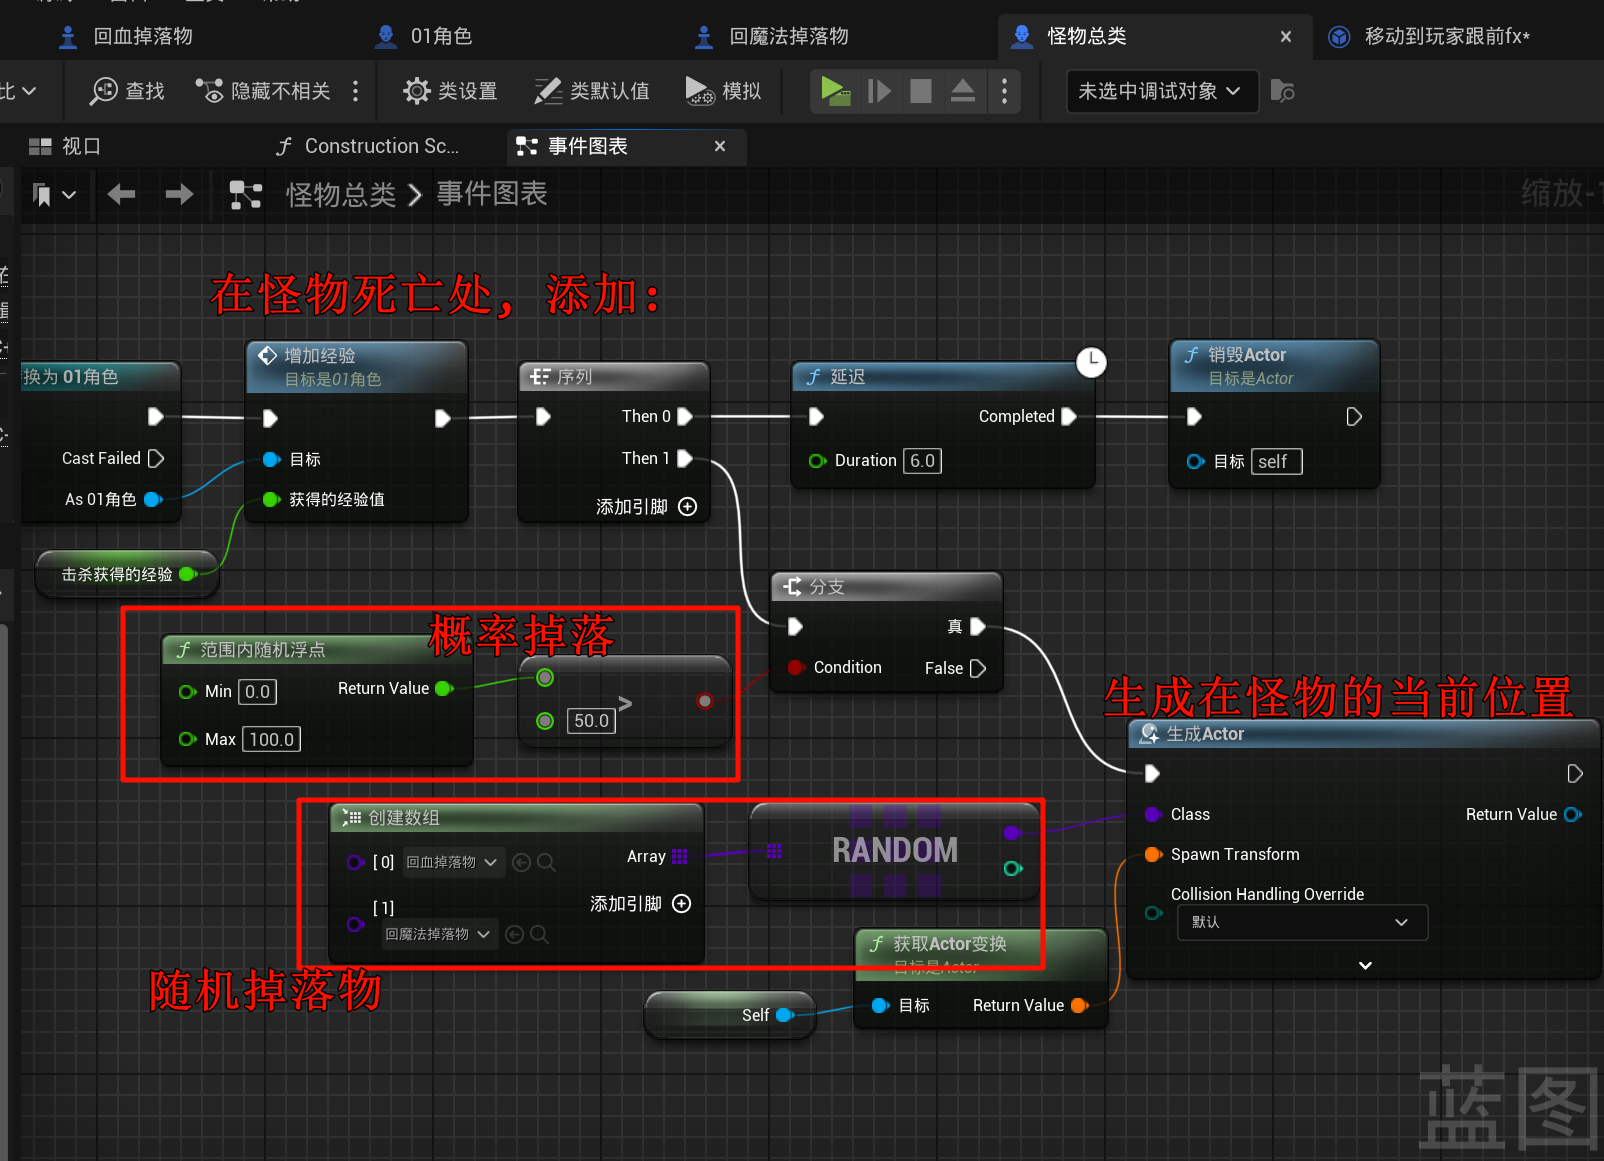 回血掉落物
01角色
回魔法掉落物
怪物总类
移动到玩家跟前fx*
比
查找
隐藏不相关
类设置
类默认值
模拟
未选中调试对象
视口
Construction Sc...
事件图表
怪物总类 > 事件图表
缩放-1
在怪物死亡处，添加：
换为 01角色
Cast Failed
As 01角色
增加经验
目标是01角色
目标
获得的经验值
序列
Then 0
Then 1
添加引脚
延迟
Completed
Duration 6.0
销毁Actor
目标是Actor
目标 self
击杀获得的经验
概率掉落
范围内随机浮点
Min 0.0
Return Value
Max 100.0
50.0
>
分支
真
Condition
False
生成在怪物的当前位置
生成Actor
Class
Return Value
Spawn Transform
Collision Handling Override
默认
创建数组
[0] 回血掉落物
Array
[1]
回魔法掉落物
添加引脚
RANDOM
随机掉落物
获取Actor变换
目标是Actor
目标
Return Value
Self
蓝图